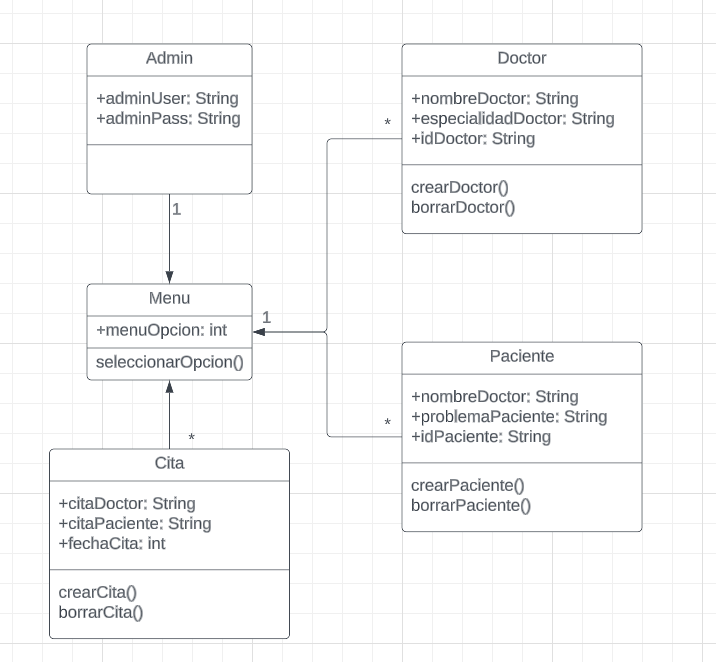 Admin
+adminUser: String
+adminPass: String
1
Menu
+menuOpcion: int
seleccionarOpcion()
1
*
Cita
+citaDoctor: String
+citaPaciente: String
+fechaCita: int
crearCita()
borrarCita()
*
Doctor
+nombreDoctor: String
+especialidadDoctor: String
+idDoctor: String
crearDoctor()
borrarDoctor()
*
Paciente
+nombreDoctor: String
+problemaPaciente: String
+idPaciente: String
crearPaciente()
borrarPaciente()